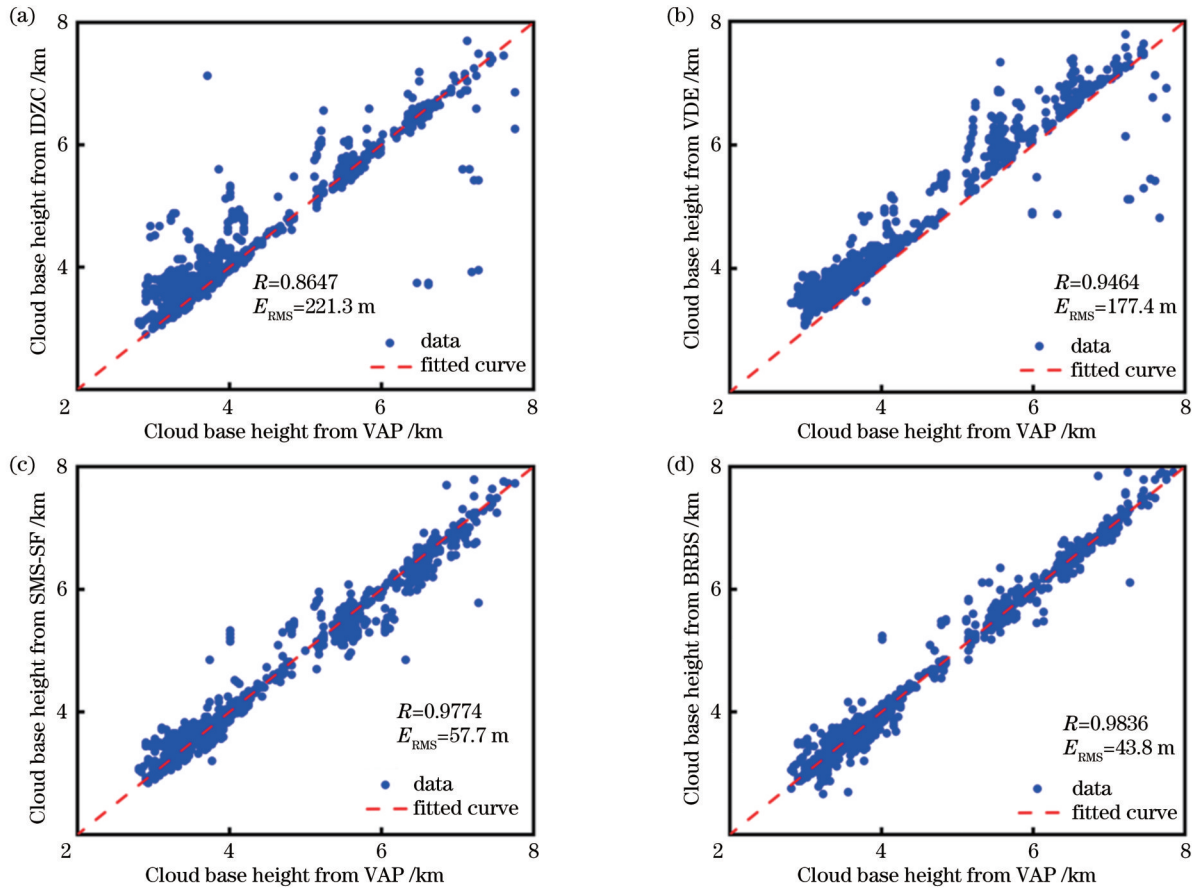 (a)
8
6
4
2
4
6
8
Cloud base height from IDZC /km
Cloud base height from VAP /km
R=0.8647
E_RMS=221.3 m
data
fitted curve
(b)
8
6
4
2
4
6
8
Cloud base height from VDE /km
Cloud base height from VAP /km
R=0.9464
E_RMS=177.4 m
data
fitted curve
(c)
8
6
4
2
4
6
8
Cloud base height from SMS-SF /km
Cloud base height from VAP /km
R=0.9774
E_RMS=57.7 m
data
fitted curve
(d)
8
6
4
2
4
6
8
Cloud base height from BRBS /km
Cloud base height from VAP /km
R=0.9836
E_RMS=43.8 m
data
fitted curve